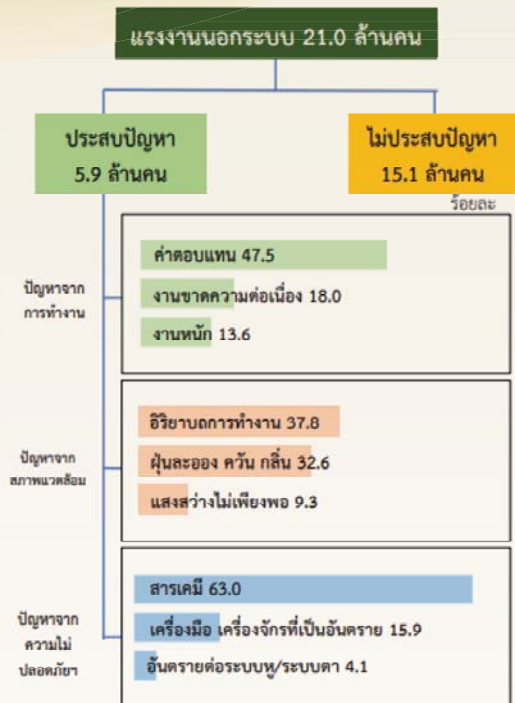 แรงงานนอกระบบ 21.0 ล้านคน
ประสบปัญหา
5.9 ล้านคน
ไม่ประสบปัญหา
15.1 ล้านคน
ร้อยละ
ปัญหาจาก
การทำงาน
ค่าตอบแทน 47.5
งานขาดความต่อเนื่อง 18.0
งานหนัก 13.6
ปัญหาจาก
สภาพแวดล้อม
อิริยาบถการทำงาน 37.8
ฝุ่นละออง ควัน กลิ่น 32.6
แสงสว่างไม่เพียงพอ 9.3
ปัญหาจาก
ความไม่
ปลอดภัยฯ
สารเคมี 63.0
เครื่องมือ เครื่องจักรที่เป็นอันตราย 15.9
อันตรายต่อระบบหู/ระบบตา 4.1